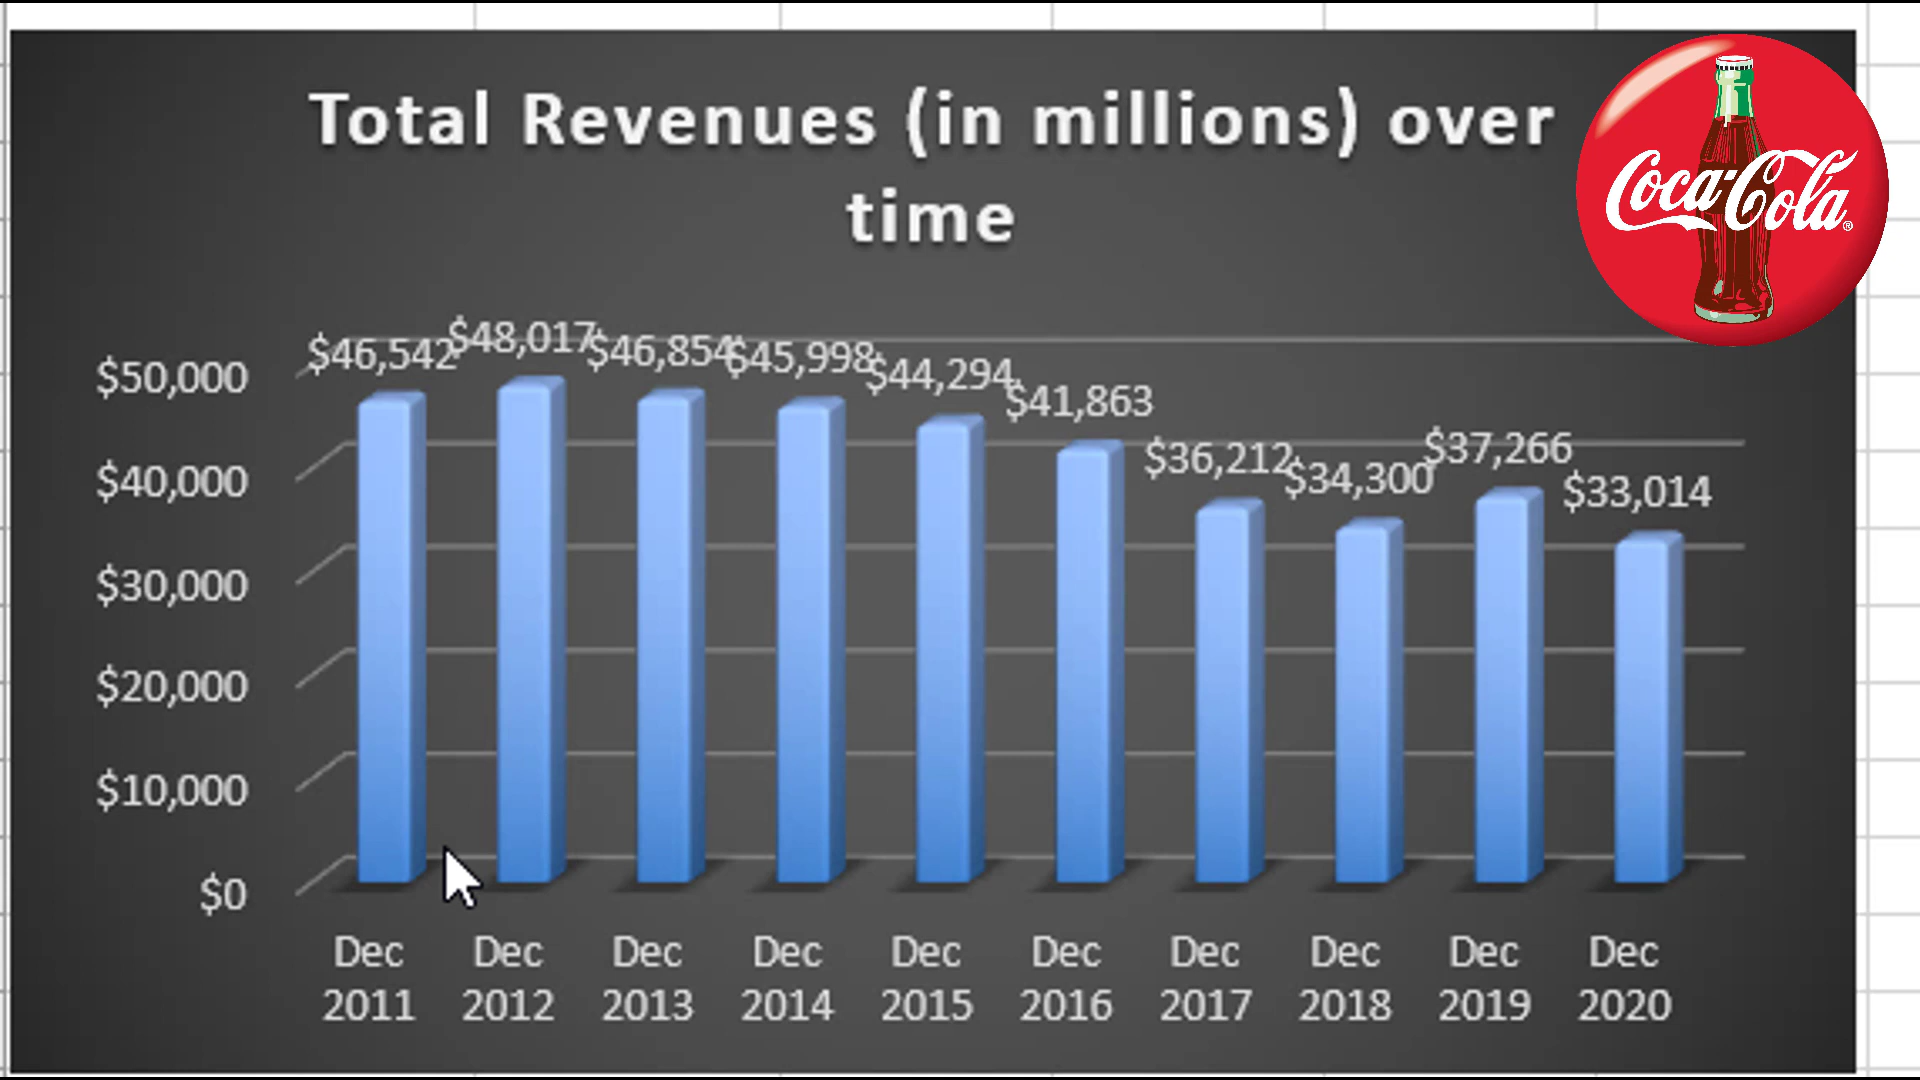 Total Revenues (in millions) over
time
Coca-Cola®
$46,542 $48,017 $46,854 $45,998 $44,294 $41,863 $36,212 $34,300 $37,266 $33,014
$50,000
$40,000
$30,000
$20,000
$10,000
$0
Dec Dec Dec Dec Dec Dec Dec Dec Dec Dec
2011 2012 2013 2014 2015 2016 2017 2018 2019 2020